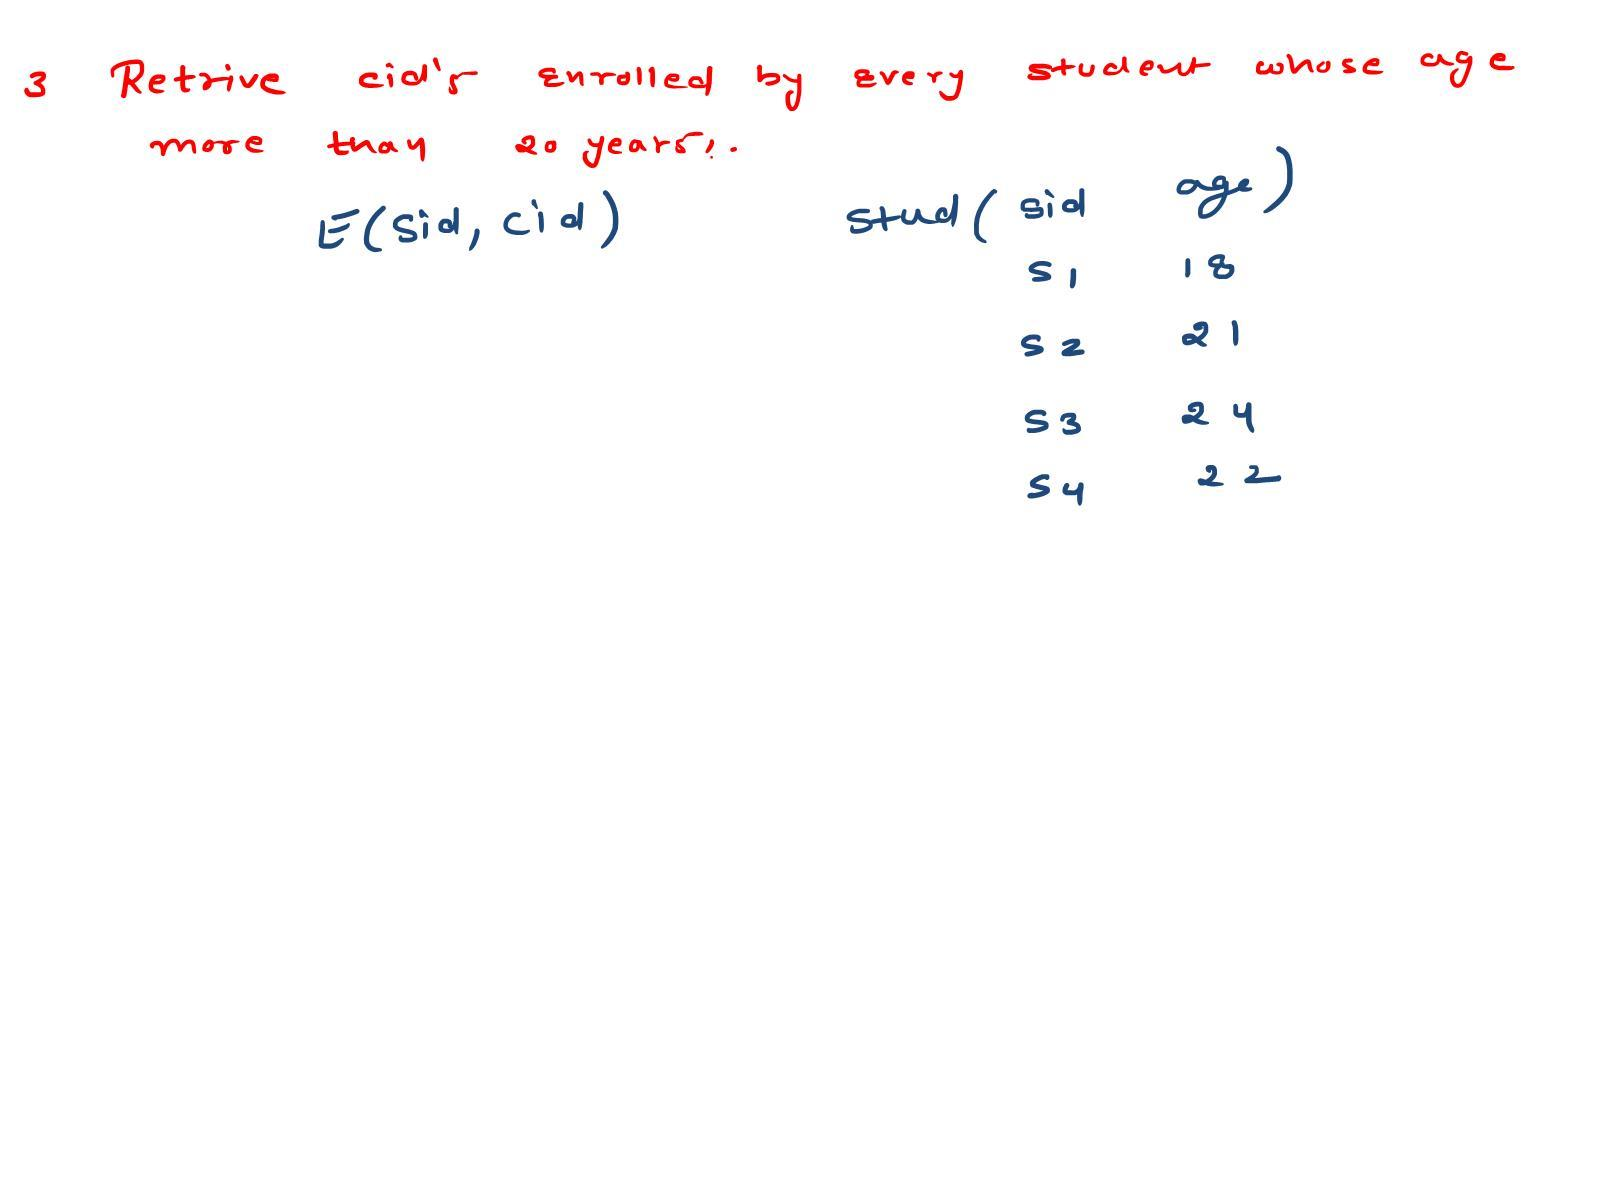 3 Retrive cid's enrolled by every student whose age
more than 20 years..
E(Sid, cid) Stud( sid age)
S1 18
S2 21
S3 24
S4 22